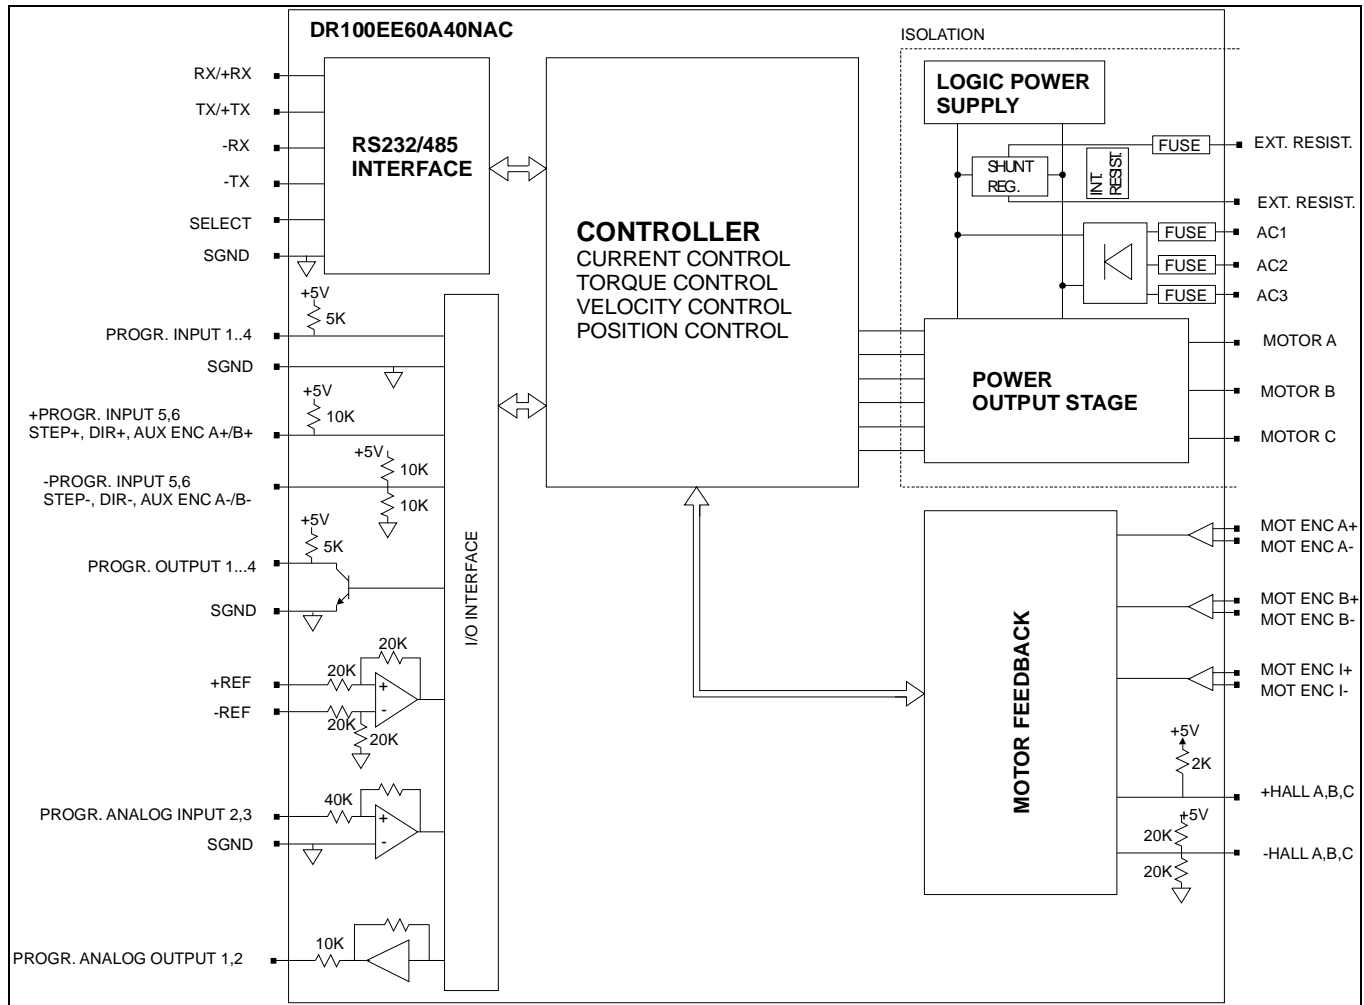 DR100EE60A40NAC
ISOLATION
RX/+RX
TX/+TX
-RX
-TX
SELECT
SGND
RS232/485
INTERFACE
CONTROLLER
CURRENT CONTROL
TORQUE CONTROL
VELOCITY CONTROL
POSITION CONTROL
LOGIC POWER
SUPPLY
SHUNT
REG.
INT.
RESIST.
FUSE
EXT. RESIST.
EXT. RESIST.
FUSE
AC1
FUSE
AC2
FUSE
AC3
POWER
OUTPUT STAGE
MOTOR A
MOTOR B
MOTOR C
+5V
5K
PROGR. INPUT 1..4
SGND
+5V
10K
+PROGR. INPUT 5,6
STEP+, DIR+, AUX ENC A+/B+
+5V
10K
-PROGR. INPUT 5,6
STEP-, DIR-, AUX ENC A-/B-
10K
+5V
5K
PROGR. OUTPUT 1...4
SGND
I/O INTERFACE
20K
20K
+REF
+
-REF
-
20K
20K
40K
PROGR. ANALOG INPUT 2,3
+
SGND
-
10K
PROGR. ANALOG OUTPUT 1,2
MOTOR FEEDBACK
MOT ENC A+
MOT ENC A-
MOT ENC B+
MOT ENC B-
MOT ENC I+
MOT ENC I-
+5V
2K
+HALL A,B,C
+5V
20K
-HALL A,B,C
20K